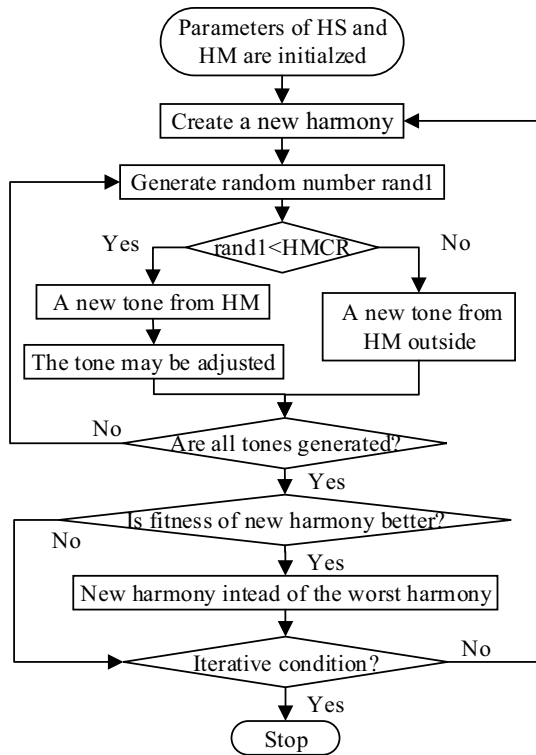 Parameters of HS and
HM are initialzed
Create a new harmony
Generate random number rand1
Yes
rand1<HMCR
No
A new tone from HM
A new tone from
HM outside
The tone may be adjusted
No
Are all tones generated?
Yes
Is fitness of new harmony better?
No
Yes
New harmony intead of the worst harmony
Iterative condition?
No
Yes
Stop